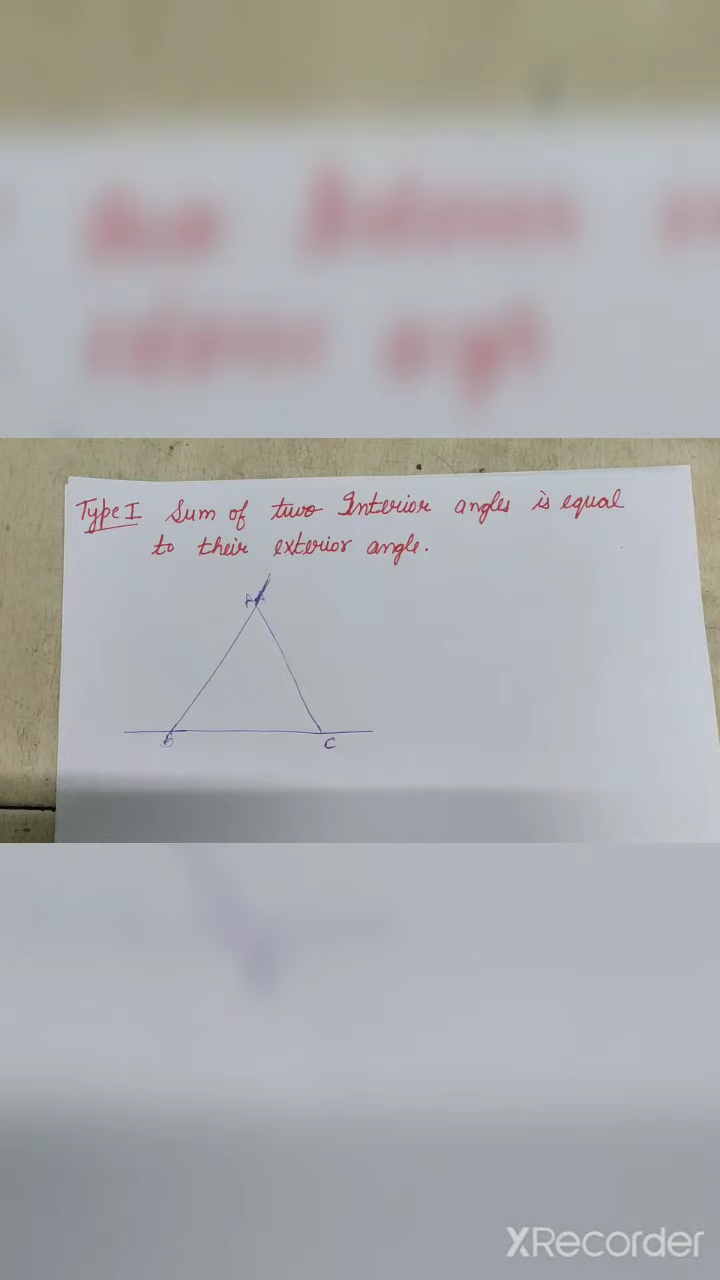 Type I Sum of two Interior angles is equal
to their exterior angle.
A
B
C
XRecorder